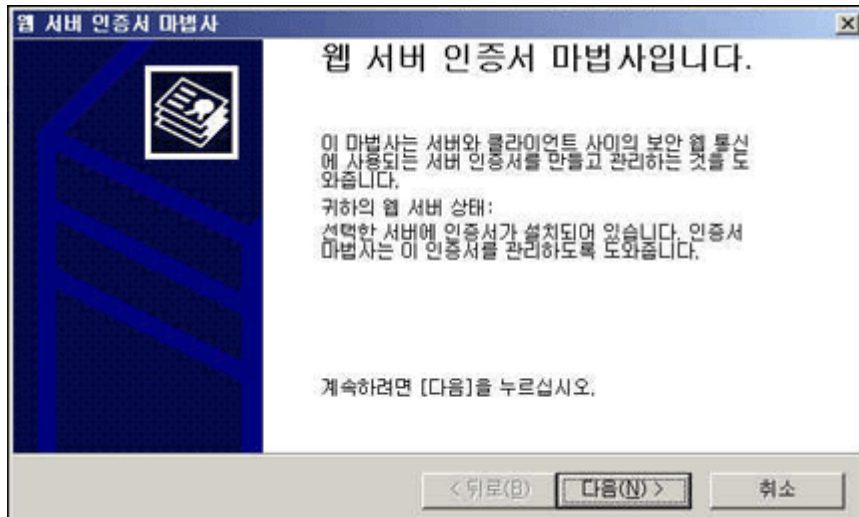 웹 서버 인증서 마법사
웹 서버 인증서 마법사입니다.
이 마법사는 서버와 클라이언트 사이의 보안 웹 통신
에 사용되는 서버 인증서를 만들고 관리하는 것을 도
와줍니다.
귀하의 웹 서버 상태:
선택한 서버에 인증서가 설치되어 있습니다. 인증서
마법사는 이 인증서를 관리하도록 도와줍니다.
계속하려면 [다음]을 누르십시오.
< 뒤로(B) 다음(N) > 취소